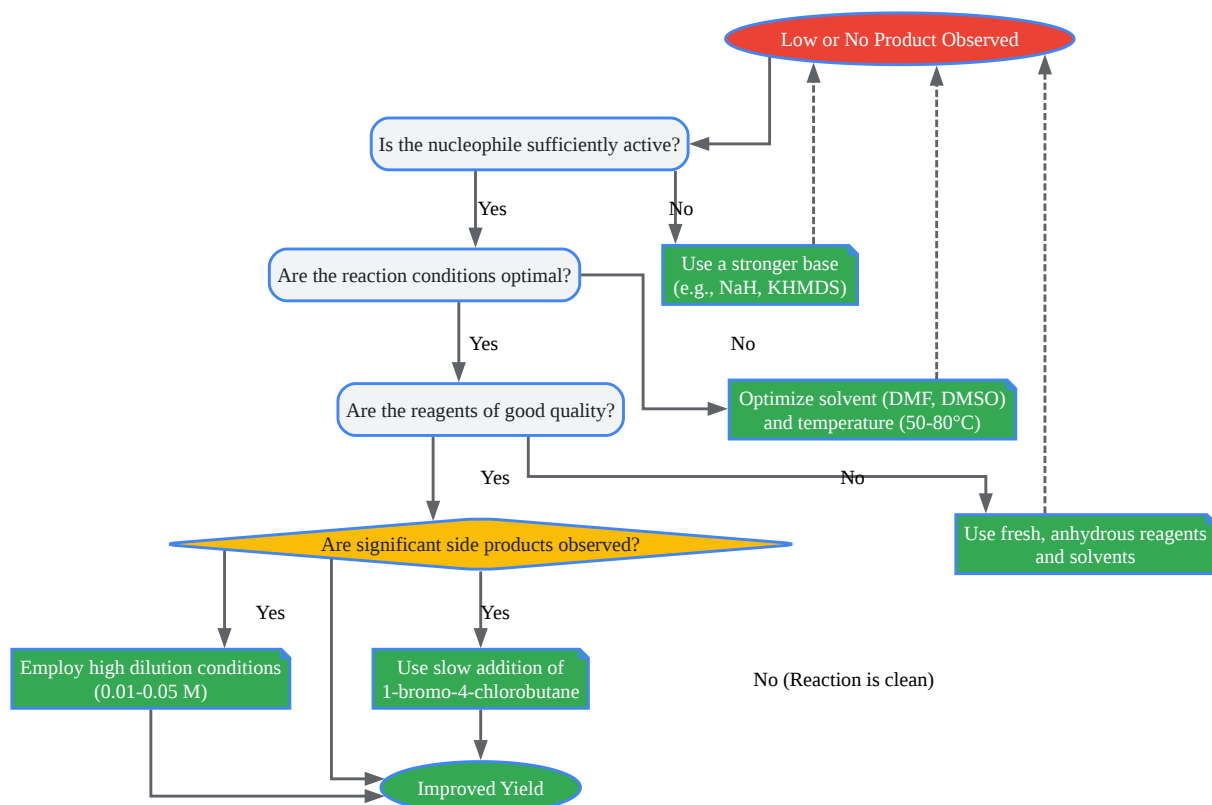 Low or No Product Observed
Is the nucleophile sufficiently active?
Yes
No
Use a stronger base
(e.g., NaH, KHMDS)
Are the reaction conditions optimal?
Yes
No
Optimize solvent (DMF, DMSO)
and temperature (50-80°C)
Are the reagents of good quality?
Yes
No
Use fresh, anhydrous reagents
and solvents
Are significant side products observed?
Yes
Yes
Employ high dilution conditions
(0.01-0.05 M)
Use slow addition of
1-bromo-4-chlorobutane
No (Reaction is clean)
Improved Yield